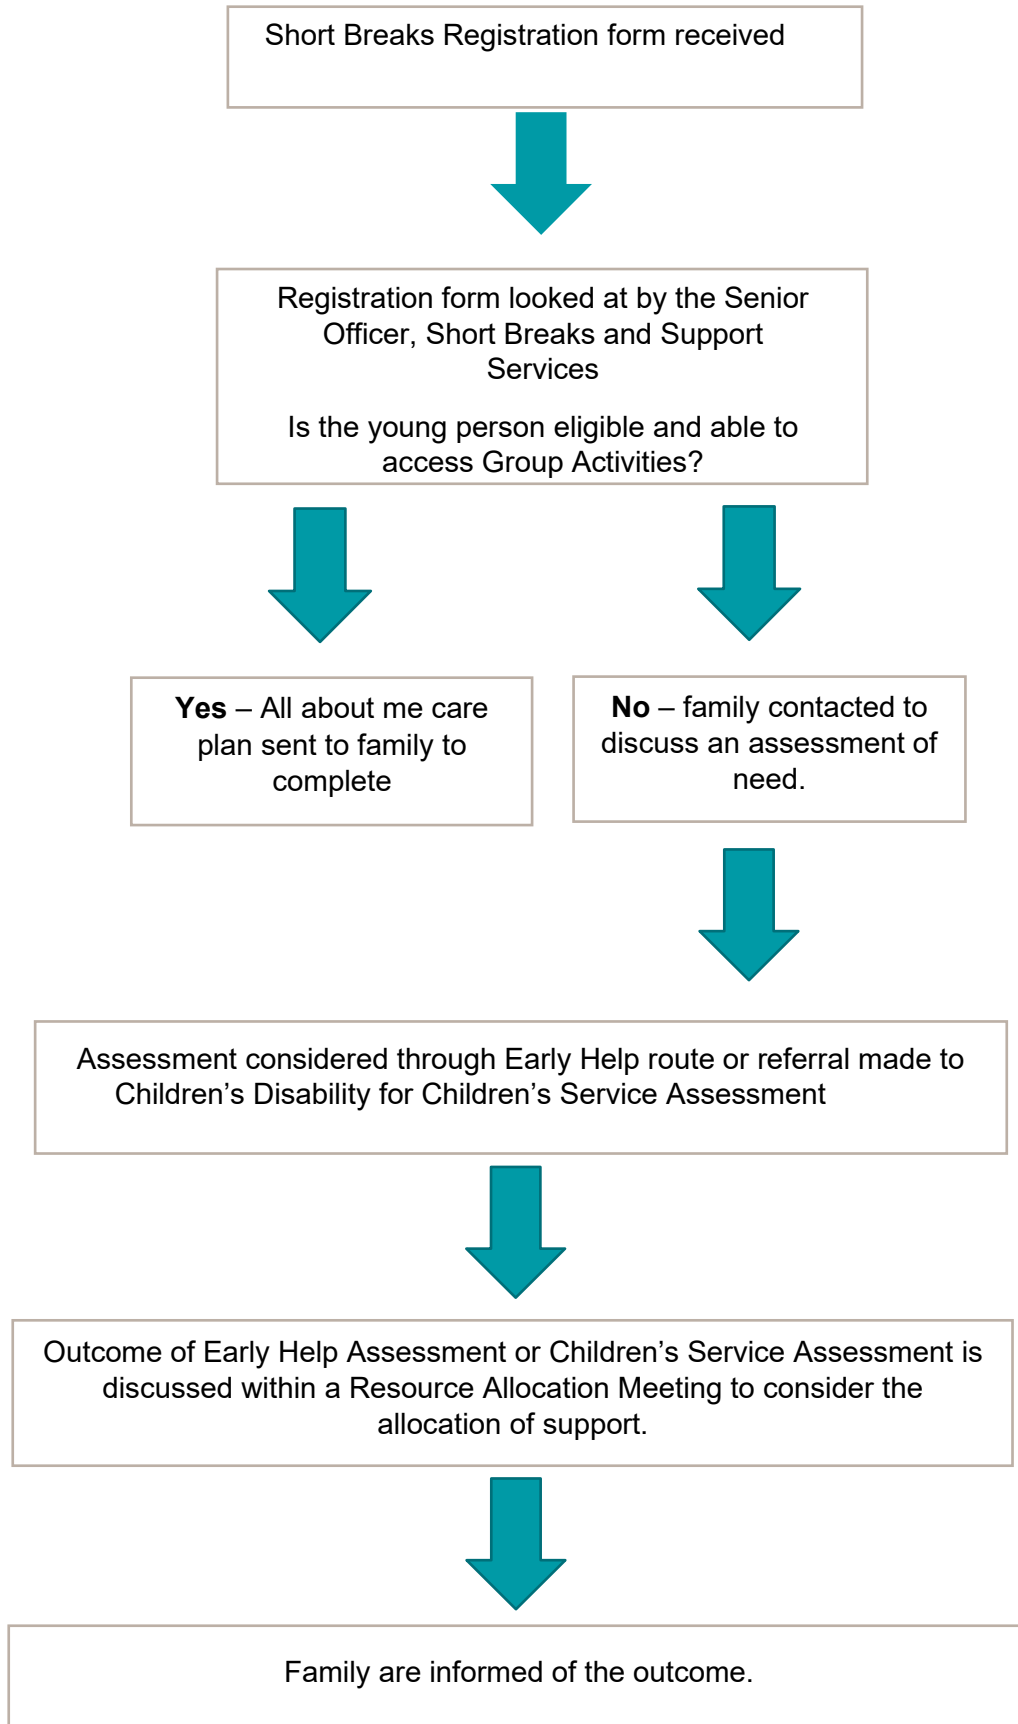 Short Breaks Registration form received
Registration form looked at by the Senior
Officer, Short Breaks and Support
Services
Is the young person eligible and able to
access Group Activities?
Yes – All about me care
plan sent to family to
complete
No – family contacted to
discuss an assessment of
need.
Assessment considered through Early Help route or referral made to
Children’s Disability for Children’s Service Assessment
Outcome of Early Help Assessment or Children’s Service Assessment is
discussed within a Resource Allocation Meeting to consider the
allocation of support.
Family are informed of the outcome.